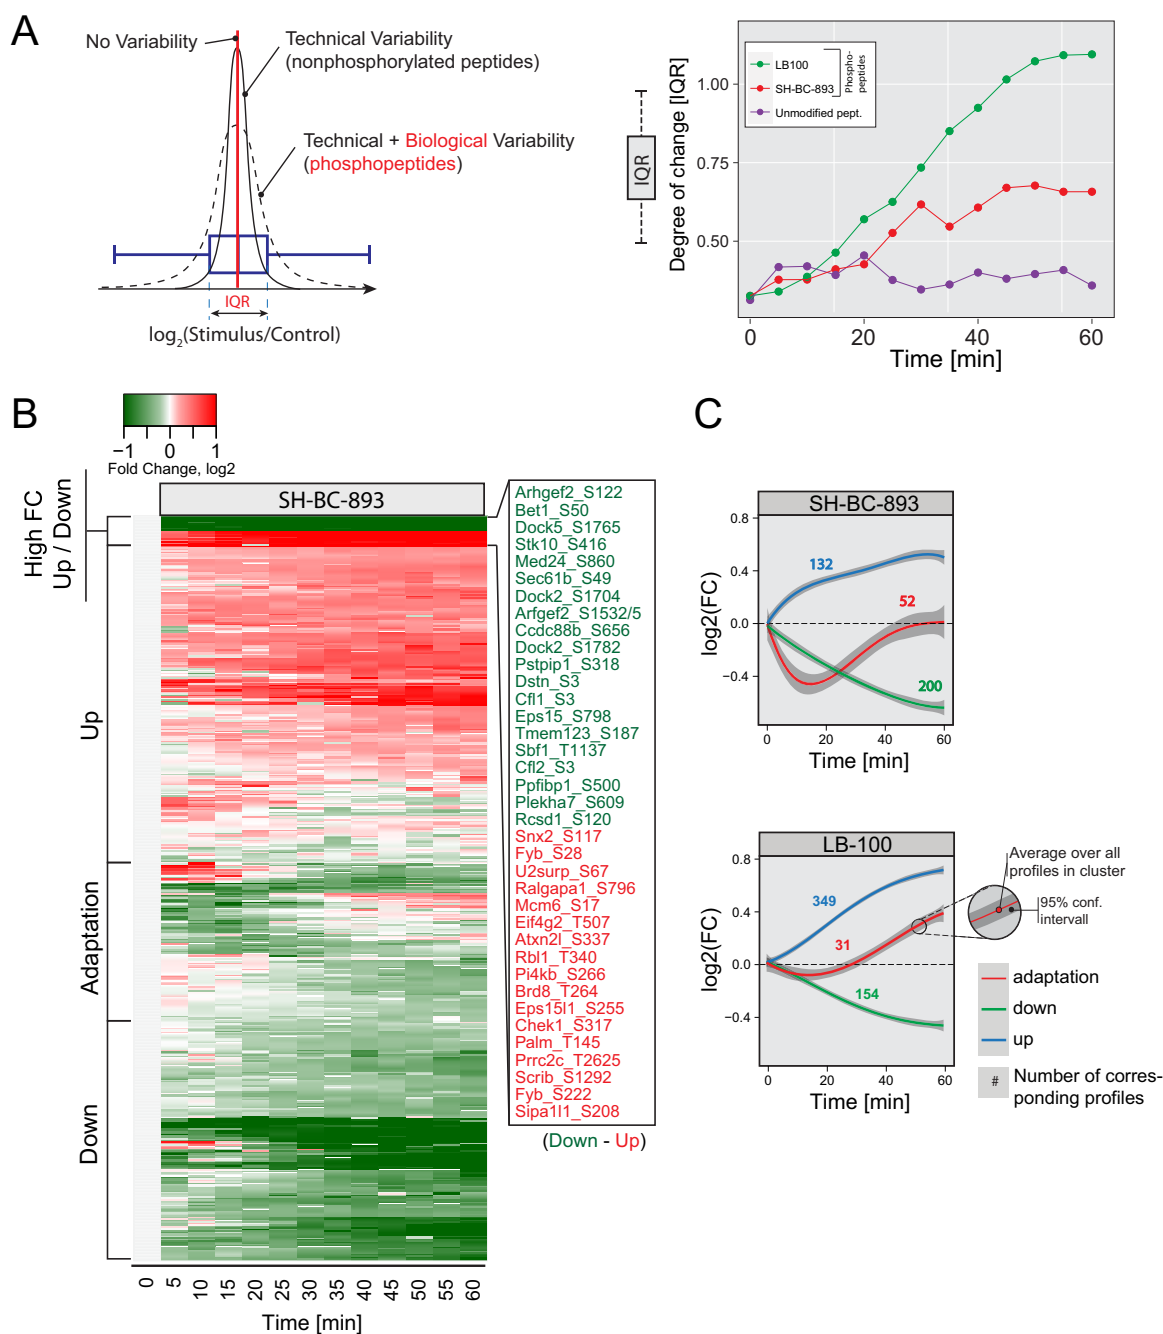 A
No Variability
Technical Variability
(nonphosphorylated peptides)
Technical + Biological Variability
(phosphopeptides)
IQR
log2(Stimulus/Control)
IQR
Degree of change [IQR]
1.00
0.75
0.50
LB100
SH-BC-893
Unmodified pept.
Phospho-
peptides
0
20
40
60
Time [min]
B
−1
0
1
Fold Change, log2
High FC
Up / Down
Up
Adaptation
Down
SH-BC-893
0
5
10
15
20
25
30
35
40
45
50
55
60
Time [min]
Arhgef2_S122
Bet1_S50
Dock5_S1765
Stk10_S416
Med24_S860
Sec61b_S49
Dock2_S1704
Arfgef2_S1532/5
Ccdc88b_S656
Dock2_S1782
Pstpip1_S318
Dstn_S3
Cfl1_S3
Eps15_S798
Tmem123_S187
Sbf1_T1137
Cfl2_S3
Ppfibp1_S500
Plekha7_S609
Rcsd1_S120
Snx2_S117
Fyb_S28
U2surp_S67
Ralgapa1_S796
Mcm6_S17
Eif4g2_T507
Atxn2l_S337
Rbl1_T340
Pi4kb_S266
Brd8_T264
Eps15l1_S255
Chek1_S317
Palm_T145
Prrc2c_T2625
Scrib_S1292
Fyb_S222
Sipa1l1_S208
(Down - Up)
C
SH-BC-893
0.8
0.4
0.0
−0.4
log2(FC)
132
52
200
0
20
40
60
Time [min]
LB-100
0.8
0.4
0.0
−0.4
log2(FC)
349
31
154
0
20
40
60
Time [min]
Average over all
profiles in cluster
95% conf.
intervall
adaptation
down
up
# Number of corres-
ponding profiles